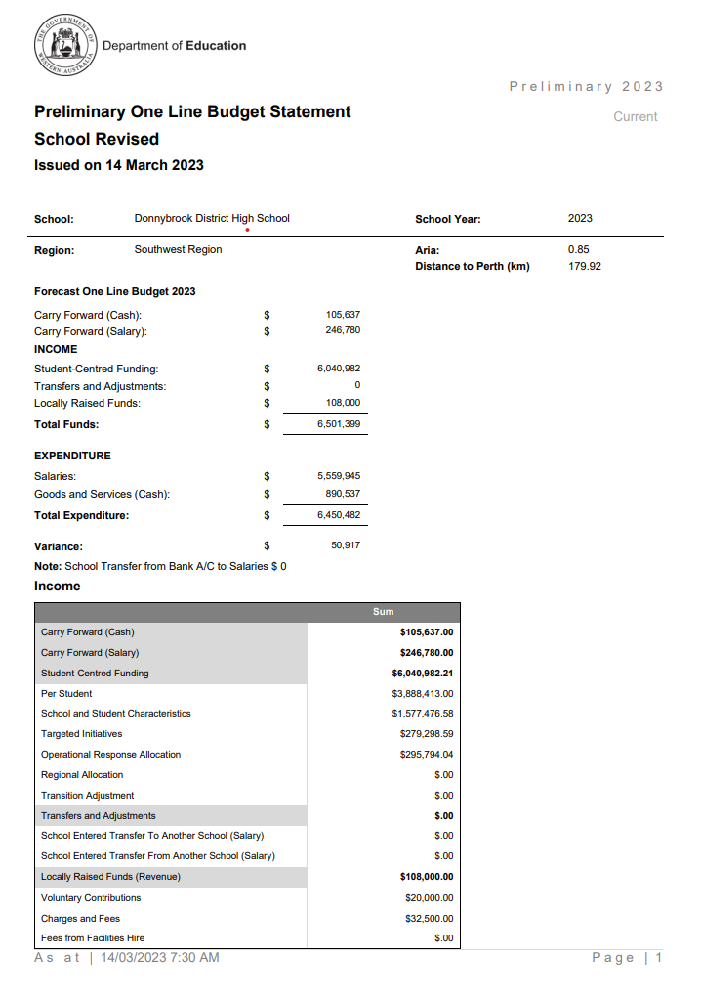 THE GOVERNMENT OF WESTERN AUSTRALIA
Department of Education
Preliminary 2023
Preliminary One Line Budget Statement
Current
School Revised
Issued on 14 March 2023
School: Donnybrook District High School School Year: 2023
Region: Southwest Region Aria: 0.85
Distance to Perth (km) 179.92
Forecast One Line Budget 2023
Carry Forward (Cash): $ 105,637
Carry Forward (Salary): $ 246,780
INCOME
Student-Centred Funding: $ 6,040,982
Transfers and Adjustments: $ 0
Locally Raised Funds: $ 108,000
Total Funds: $ 6,501,399
EXPENDITURE
Salaries: $ 5,559,945
Goods and Services (Cash): $ 890,537
Total Expenditure: $ 6,450,482
Variance: $ 50,917
Note: School Transfer from Bank A/C to Salaries $ 0
Income
Sum
Carry Forward (Cash) $105,637.00
Carry Forward (Salary) $246,780.00
Student-Centred Funding $6,040,982.21
Per Student $3,888,413.00
School and Student Characteristics $1,577,476.58
Targeted Initiatives $279,298.59
Operational Response Allocation $295,794.04
Regional Allocation $.00
Transition Adjustment $.00
Transfers and Adjustments $.00
School Entered Transfer To Another School (Salary) $.00
School Entered Transfer From Another School (Salary) $.00
Locally Raised Funds (Revenue) $108,000.00
Voluntary Contributions $20,000.00
Charges and Fees $32,500.00
Fees from Facilities Hire $.00
As at | 14/03/2023 7:30 AM Page | 1